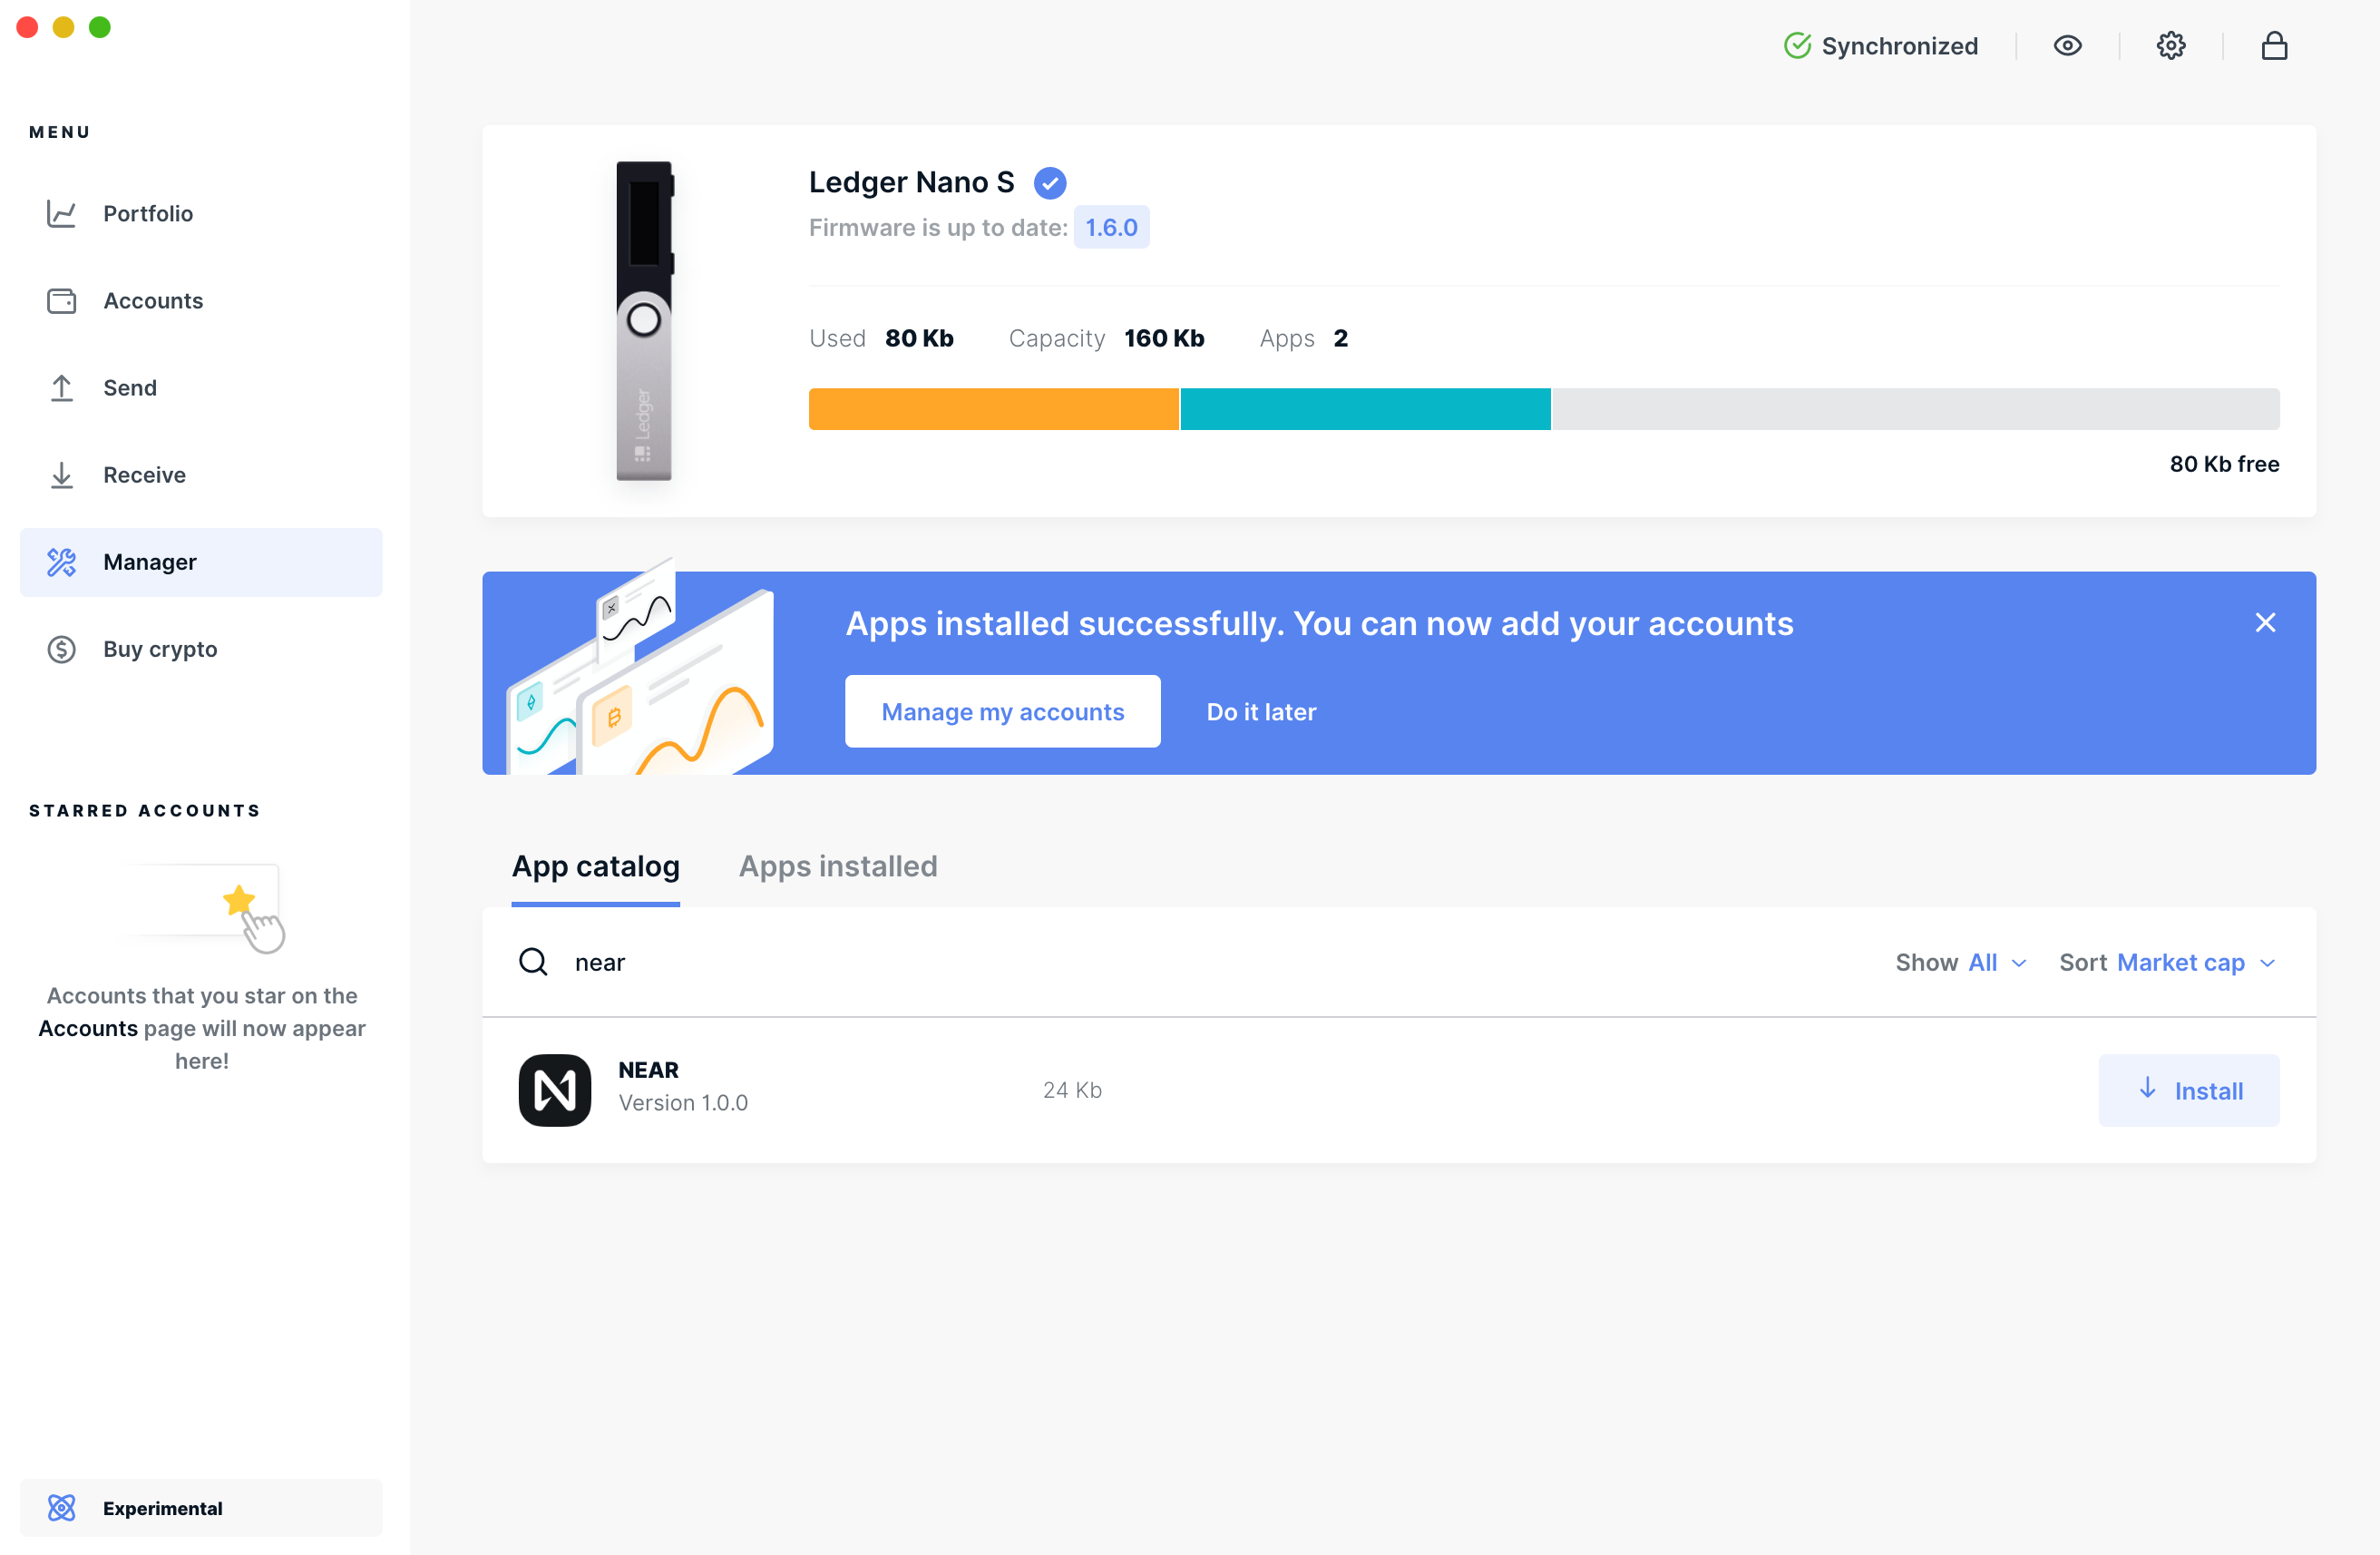 MENU
Portfolio
Accounts
Send
Receive
Manager
Buy crypto
STARRED ACCOUNTS
Accounts that you star on the
Accounts page will now appear
here!
Experimental
Synchronized
Ledger Nano S
Firmware is up to date: 1.6.0
Used 80 Kb Capacity 160 Kb Apps 2
80 Kb free
Ledger
Apps installed successfully. You can now add your accounts
Manage my accounts Do it later
App catalog Apps installed
near Show All Sort Market cap
NEAR
Version 1.0.0
24 Kb
Install